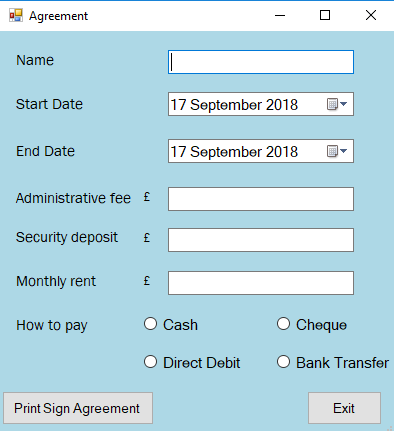 Agreement
Name
Start Date 17 September 2018
End Date 17 September 2018
Administrative fee £
Security deposit £
Monthly rent £
How to pay Cash Cheque
Direct Debit Bank Transfer
Print Sign Agreement Exit